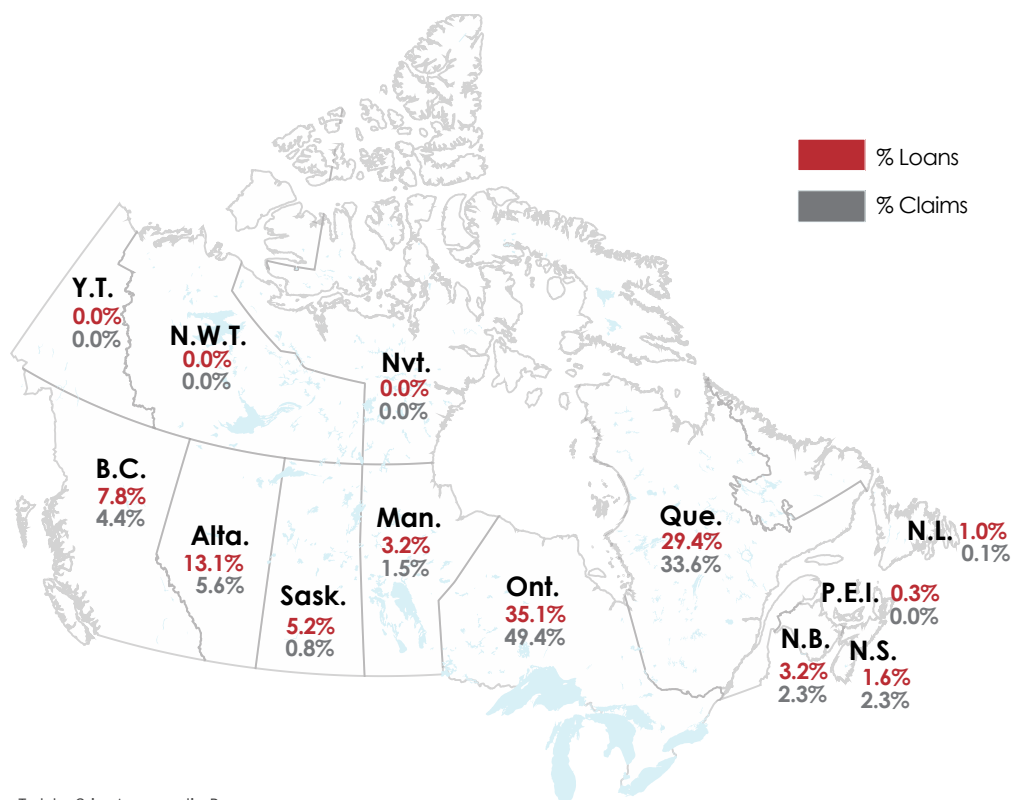 % Loans
% Claims
Y.T.
0.0%
0.0%
N.W.T.
0.0%
0.0%
Nvt.
0.0%
0.0%
B.C.
7.8%
4.4%
Alta.
13.1%
5.6%
Sask.
5.2%
0.8%
Man.
3.2%
1.5%
Ont.
35.1%
49.4%
Que.
29.4%
33.6%
N.L. 1.0%
0.1%
P.E.I. 0.3%
0.0%
N.B.
3.2%
2.3%
N.S.
1.6%
2.3%